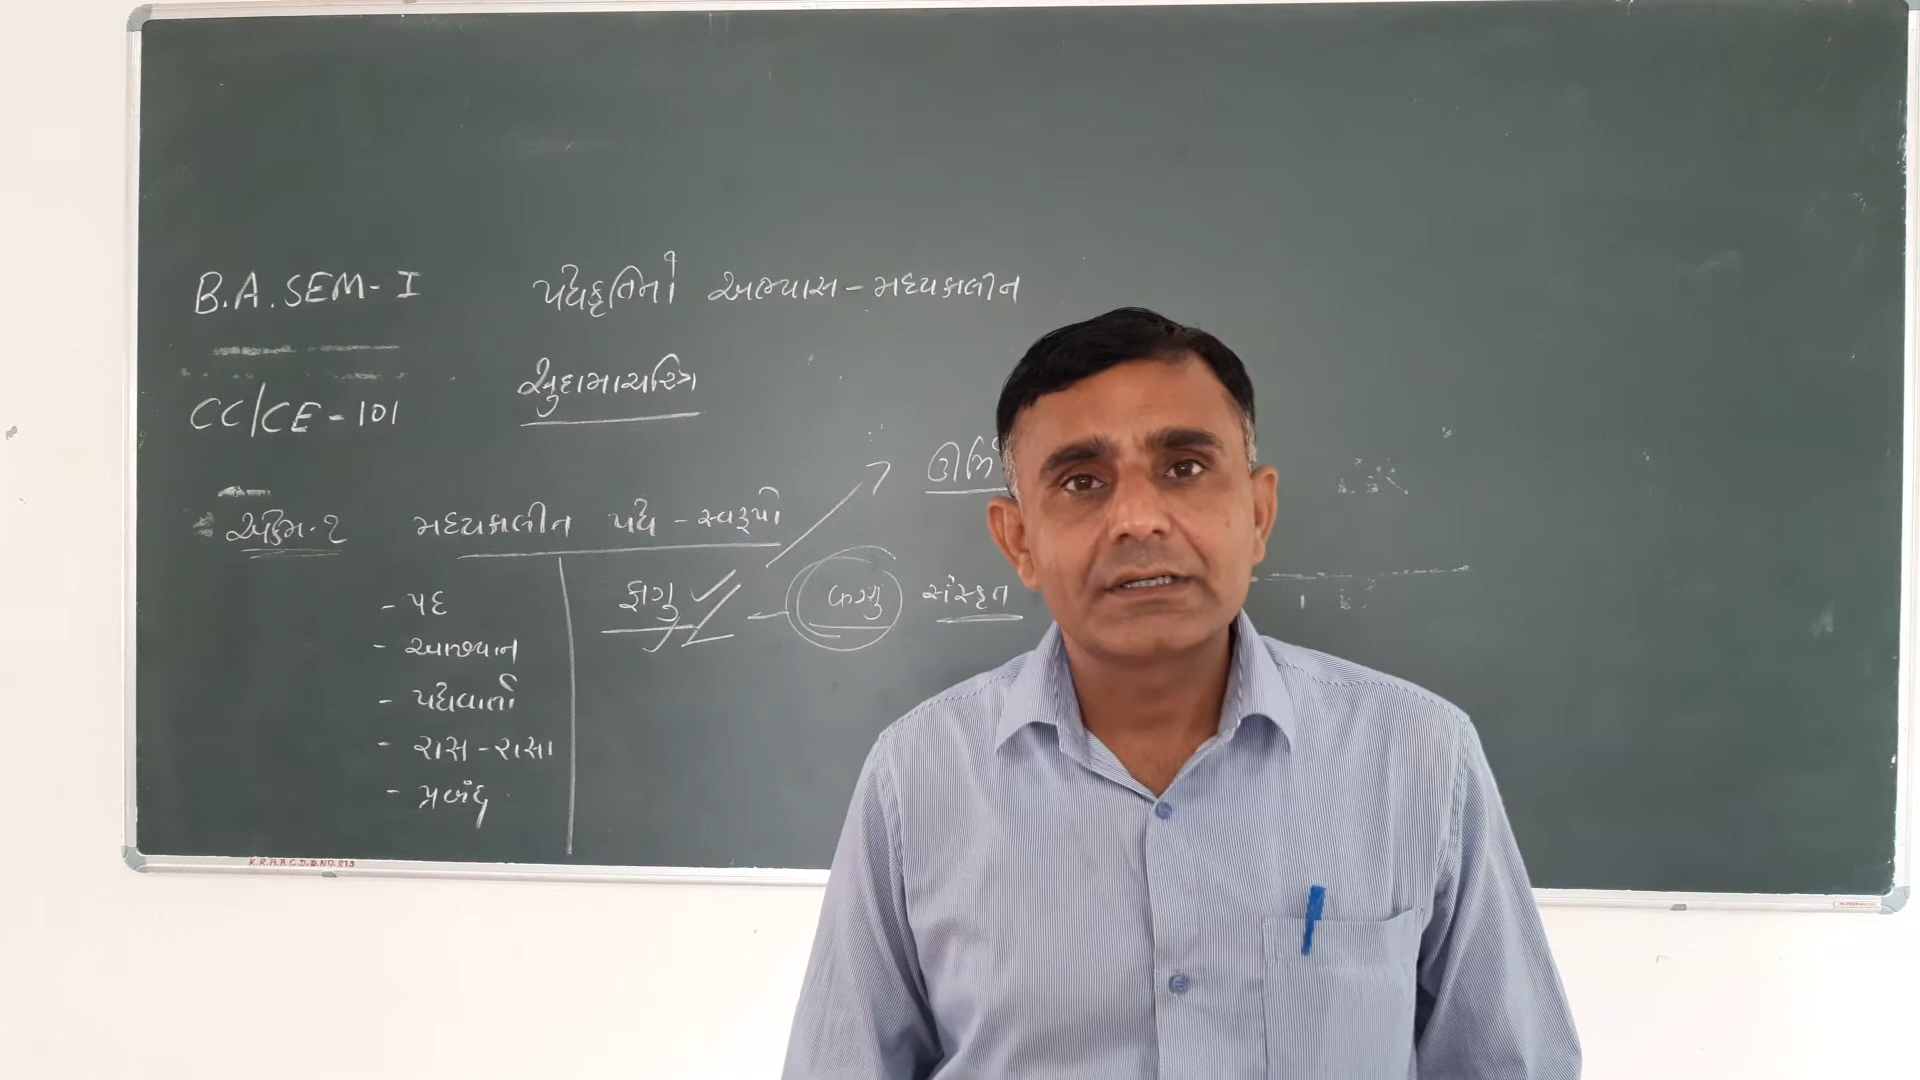 B.A. SEM-I પદ્યકૃતિનો અભ્યાસ - મધ્યકાલીન
CC/CE-101 સુદામાચરિત્ર
ઊર્મિ
એકમ-૨ મધ્યકાલીન પદ્ય - સ્વરૂપો
- પદ ફાગુ ફગ્ગુ સંસ્કૃત
- આખ્યાન
- પદ્યવાર્તા
- રાસ - રાસા
- પ્રબંધ